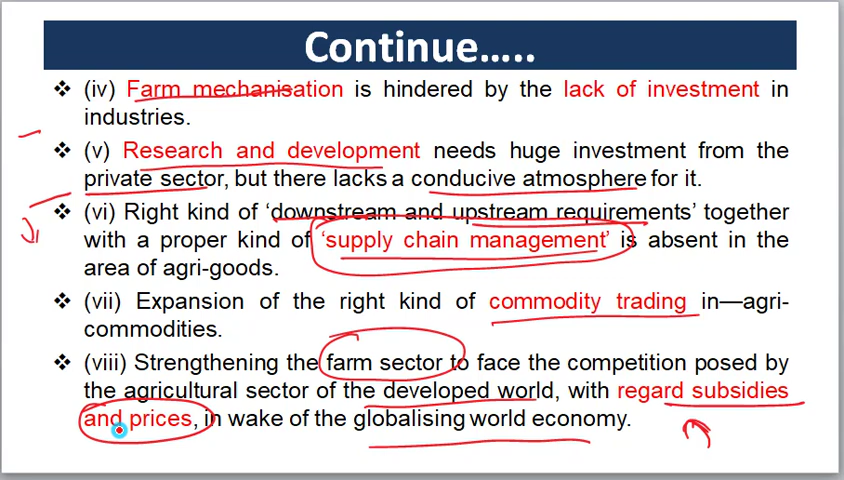 Continue…..
❖ (iv) Farm mechanisation is hindered by the lack of investment in
industries.
❖ (v) Research and development needs huge investment from the
private sector, but there lacks a conducive atmosphere for it.
❖ (vi) Right kind of ‘downstream and upstream requirements’ together
with a proper kind of ‘supply chain management’ is absent in the
area of agri-goods.
❖ (vii) Expansion of the right kind of commodity trading in—agri-
commodities.
❖ (viii) Strengthening the farm sector to face the competition posed by
the agricultural sector of the developed world, with regard subsidies
and prices, in wake of the globalising world economy.